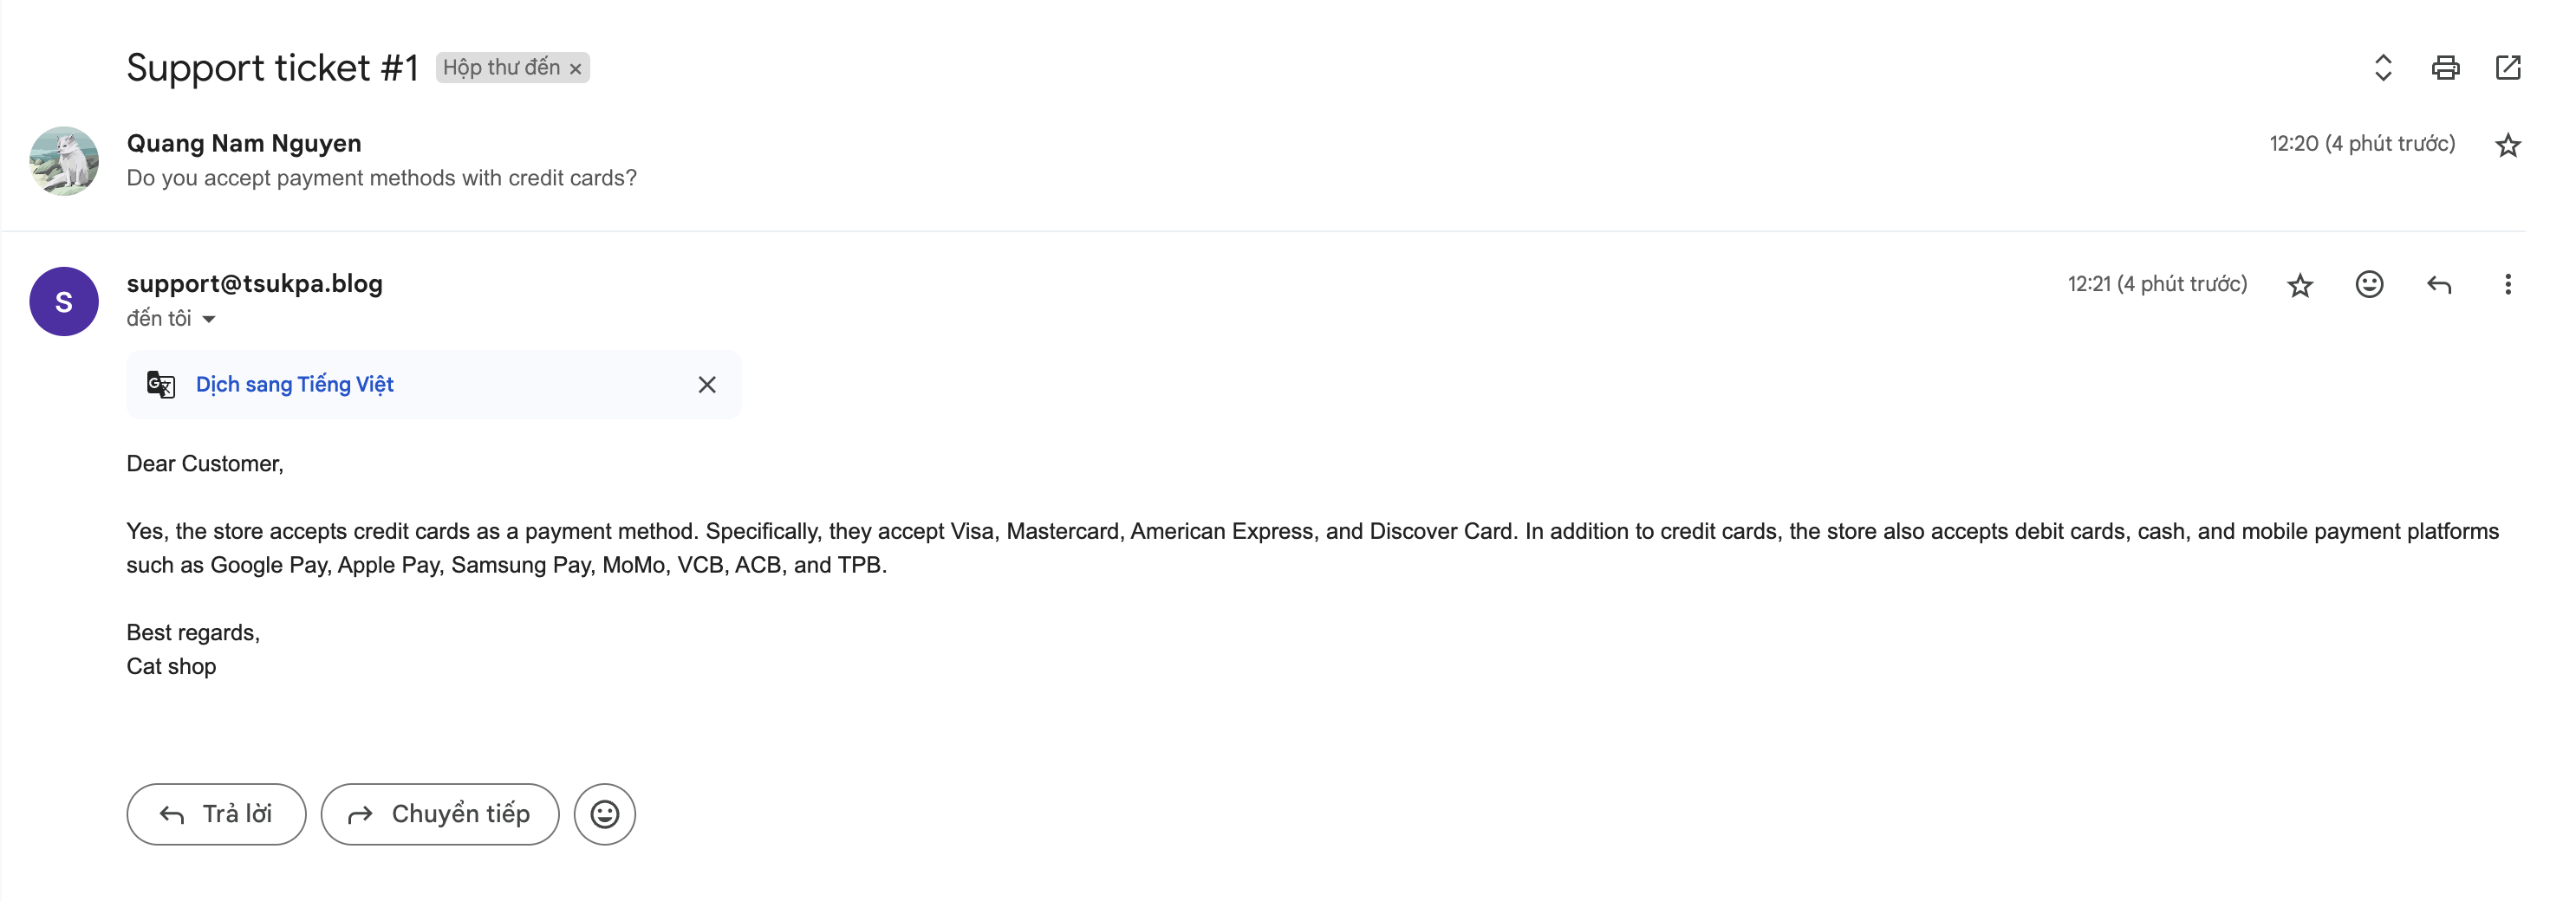 Support ticket #1 Hộp thư đến ×
Quang Nam Nguyen 12:20 (4 phút trước)
Do you accept payment methods with credit cards?
S support@tsukpa.blog 12:21 (4 phút trước)
đến tôi
Dịch sang Tiếng Việt
Dear Customer,
Yes, the store accepts credit cards as a payment method. Specifically, they accept Visa, Mastercard, American Express, and Discover Card. In addition to credit cards, the store also accepts debit cards, cash, and mobile payment platforms
such as Google Pay, Apple Pay, Samsung Pay, MoMo, VCB, ACB, and TPB.
Best regards,
Cat shop
Trả lời Chuyển tiếp